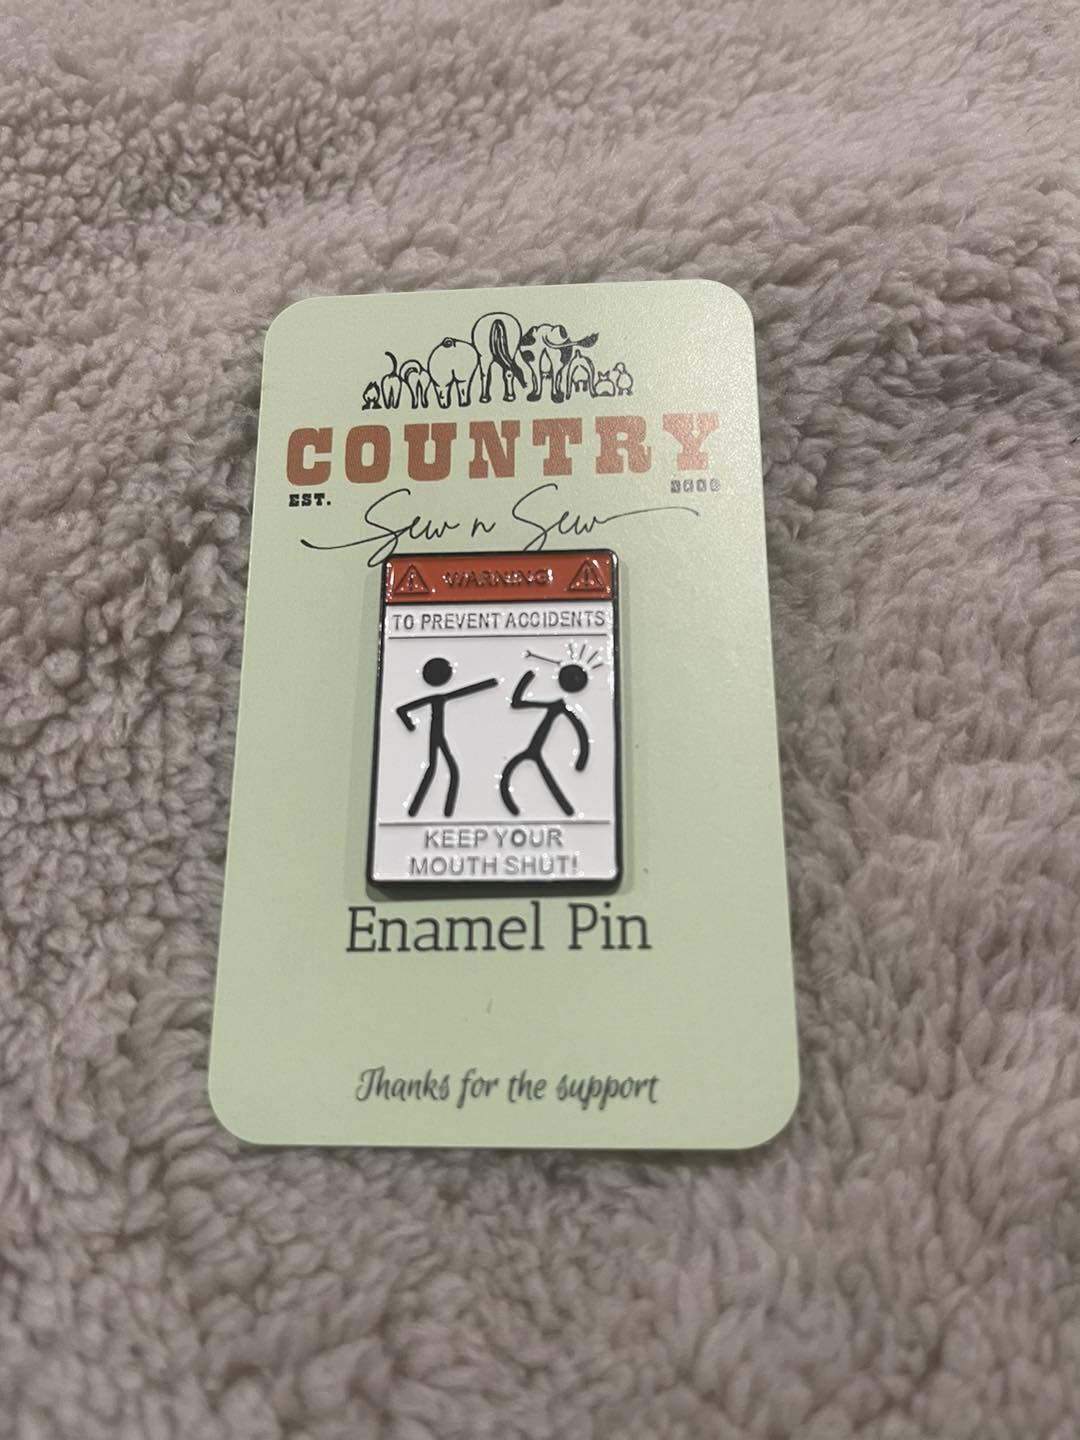 COUNTRY
EST.
Sew n Sew
WARNING!
TO PREVENT ACCIDENTS
KEEP YOUR
MOUTH SHUT!
Enamel Pin
Thanks for the support